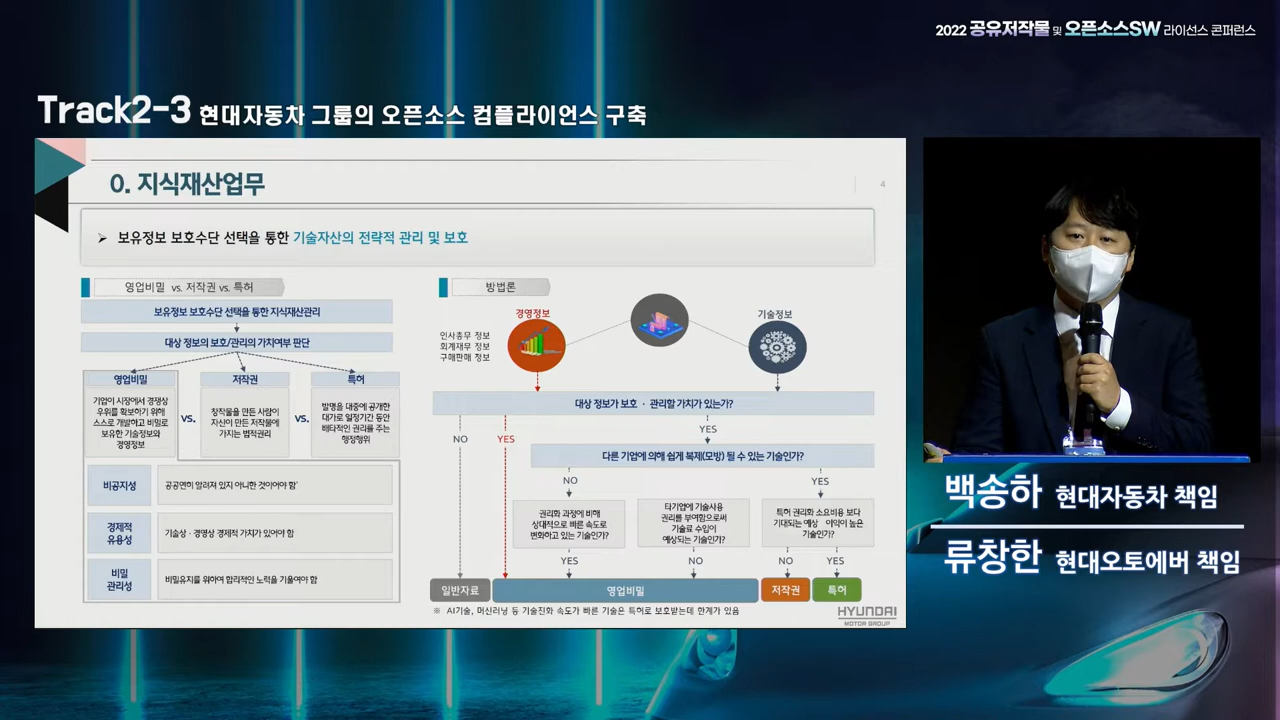 2022 공유저작물 및 오픈소스SW 라이선스 콘퍼런스
Track2-3 현대자동차 그룹의 오픈소스 컴플라이언스 구축
0. 지식재산업무
4
➤ 보유정보 보호수단 선택을 통한 기술자산의 전략적 관리 및 보호
영업비밀 vs. 저작권 vs. 특허
보유정보 보호수단 선택을 통한 지식재산관리
대상 정보의 보호/관리의 가치여부 판단
영업비밀
기업이 시장에서 경쟁상
우위를 확보하기 위해
스스로 개발하고 비밀로
보유한 기술정보와
경영정보
VS.
저작권
창작물을 만든 사람이
자신이 만든 저작물에
가지는 법적권리
VS.
특허
발명을 대중에 공개한
대가로 일정기간 동안
배타적인 권리를 주는
행정행위
비공지성
공공연히 알려져 있지 아니한 것이어야 함
경제적
유용성
기술상 · 경영상 경제적 가치가 있어야 함
비밀
관리성
비밀유지를 위하여 합리적인 노력을 기울여야 함
방법론
경영정보
인사총무 정보
회계재무 정보
구매판매 정보
기술정보
대상 정보가 보호 · 관리할 가치가 있는가?
NO
YES
YES
다른 기업에 의해 쉽게 복제(모방) 될 수 있는 기술인가?
NO
YES
권리화 과정에 비해
상대적으로 빠른 속도로
변화하고 있는 기술인가?
타기업에 기술사용
권리를 부여함으로써
기술료 수입이
예상되는 기술인가?
특허 권리화 소요비용 보다
기대되는 예상 이익이 높은
기술인가?
YES
NO
NO
YES
일반자료
영업비밀
저작권
특허
※ AI기술, 머신러닝 등 기술진화 속도가 빠른 기술은 특허로 보호받는데 한계가 있음
HYUNDAI
MOTOR GROUP
백송하 현대자동차 책임
류창한 현대오토에버 책임